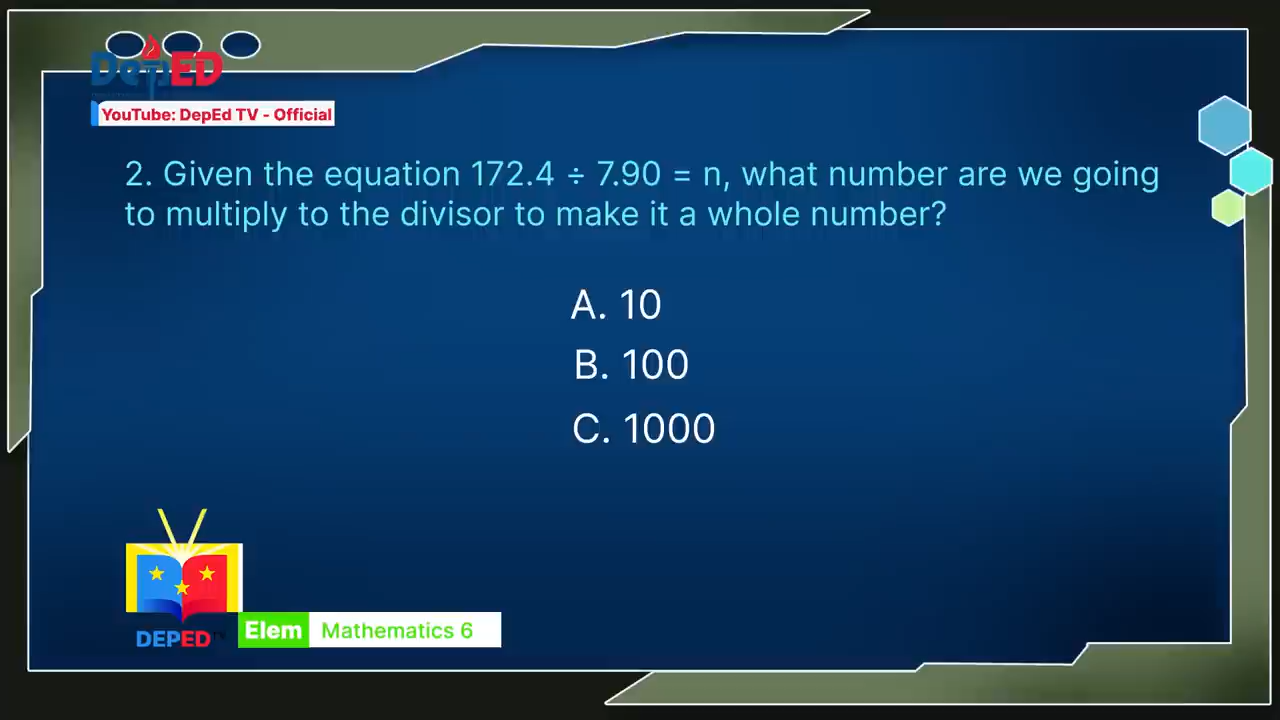 DepED
YouTube: DepEd TV - Official
2. Given the equation 172.4 ÷ 7.90 = n, what number are we going
to multiply to the divisor to make it a whole number?
A. 10
B. 100
C. 1000
DEPED TV
Elem Mathematics 6